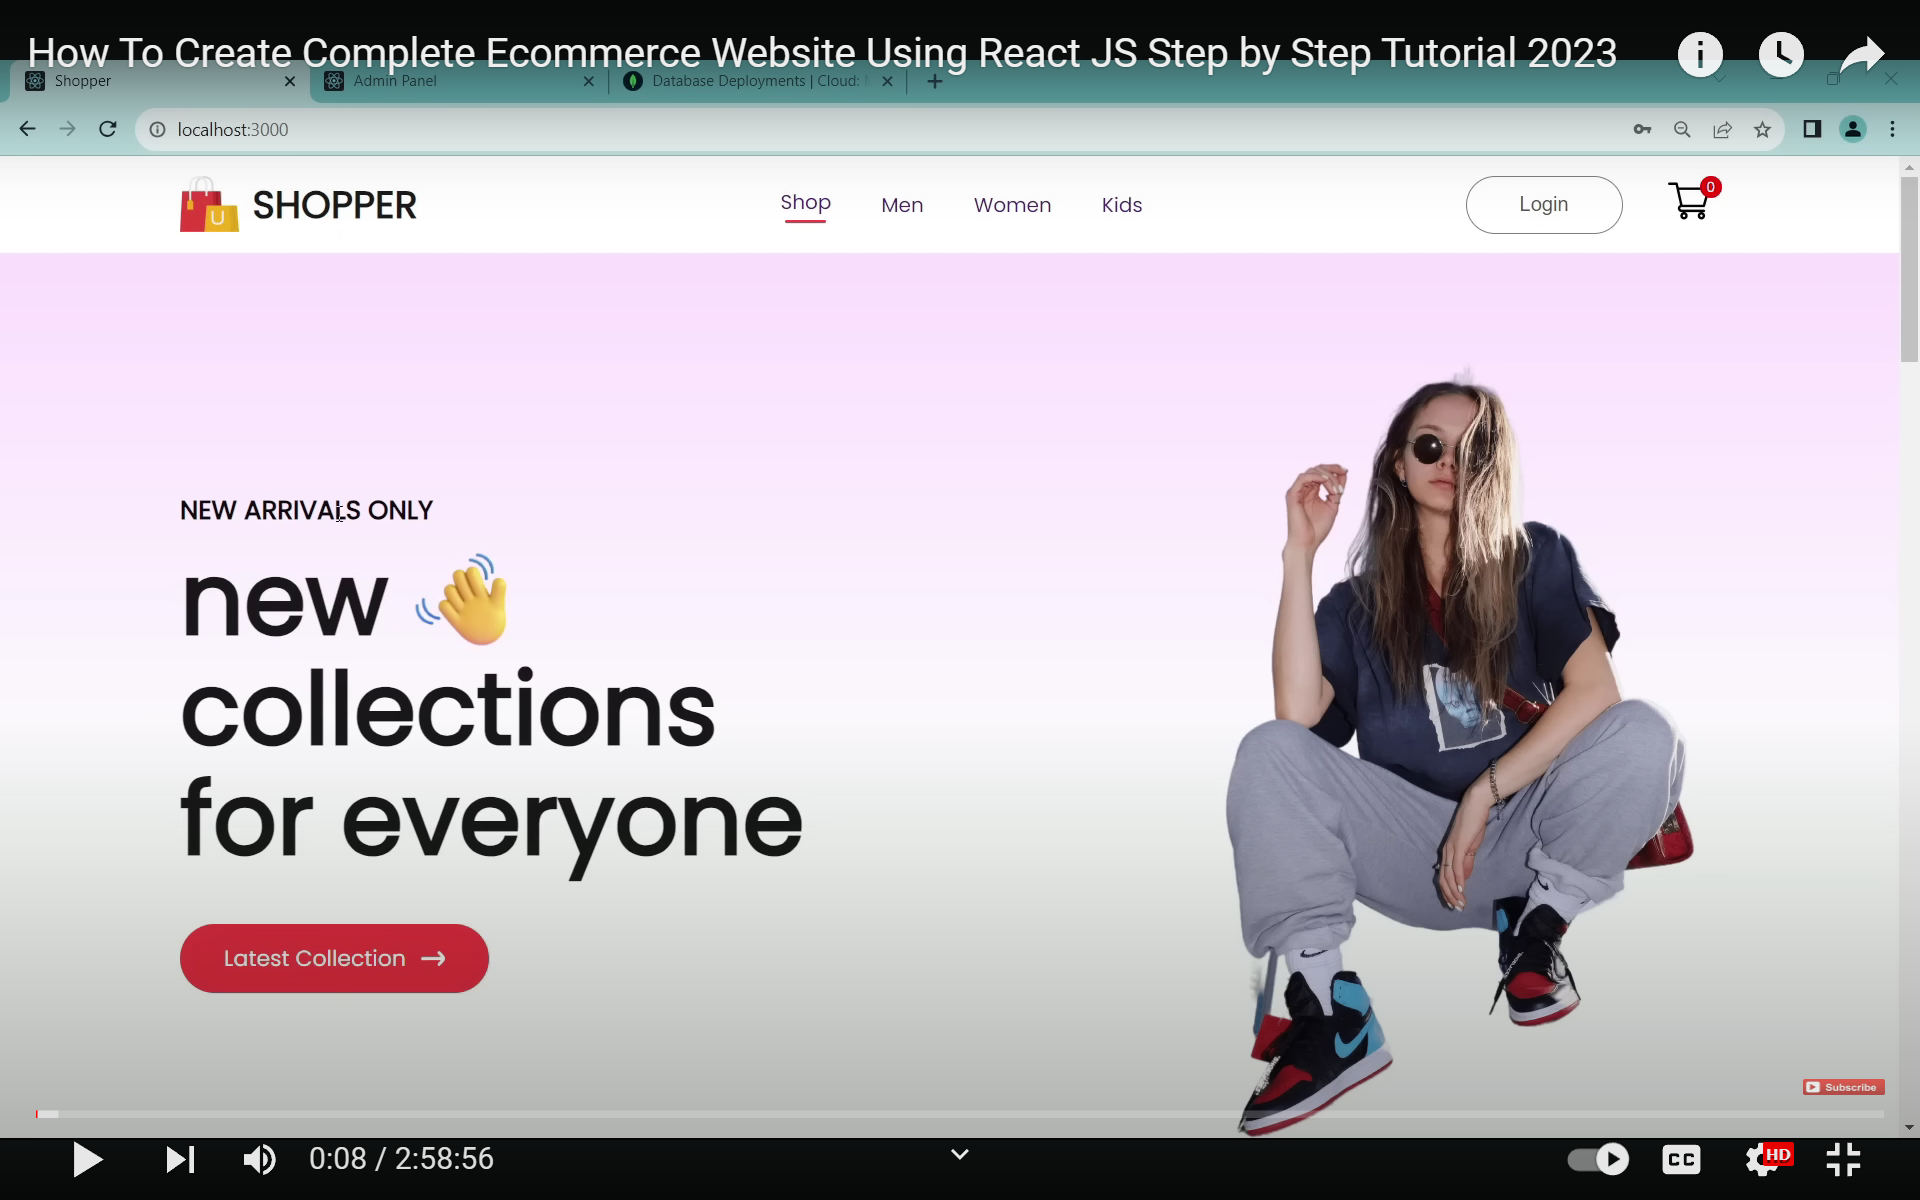 How To Create Complete Ecommerce Website Using React JS Step by Step Tutorial 2023
Shopper
Admin Panel
Database Deployments | Cloud:
localhost:3000
U
SHOPPER
Shop
Men
Women
Kids
Login
0
NEW ARRIVALS ONLY
new 👋
collections
for everyone
Latest Collection →
Subscribe
0:08 / 2:58:56
CC
HD